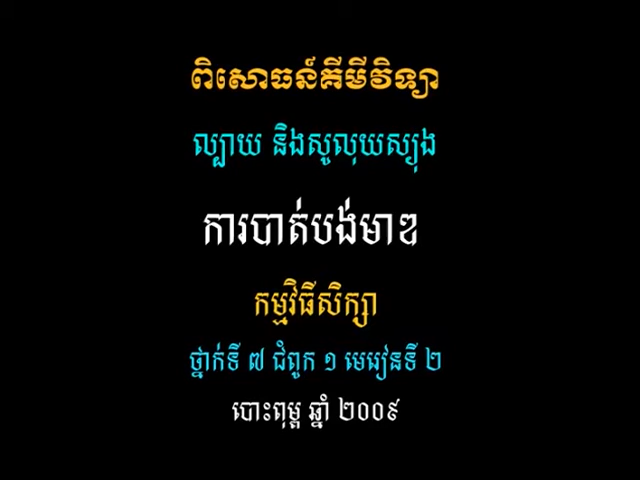 ពិសោធន៍គីមីវិទ្យា
ល្បាយ និងសូលុយស្យុង
ការបាត់បង់មាឌ
កម្មវិធីសិក្សា
ថ្នាក់ទី ៧ ជំពូក ១ មេរៀនទី ២
បោះពុម្ព ឆ្នាំ ២០០៩